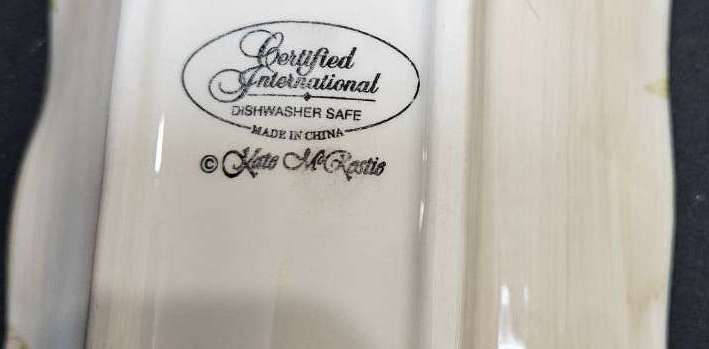 Certified
International
DISHWASHER SAFE
MADE IN CHINA
© Kate McRostie